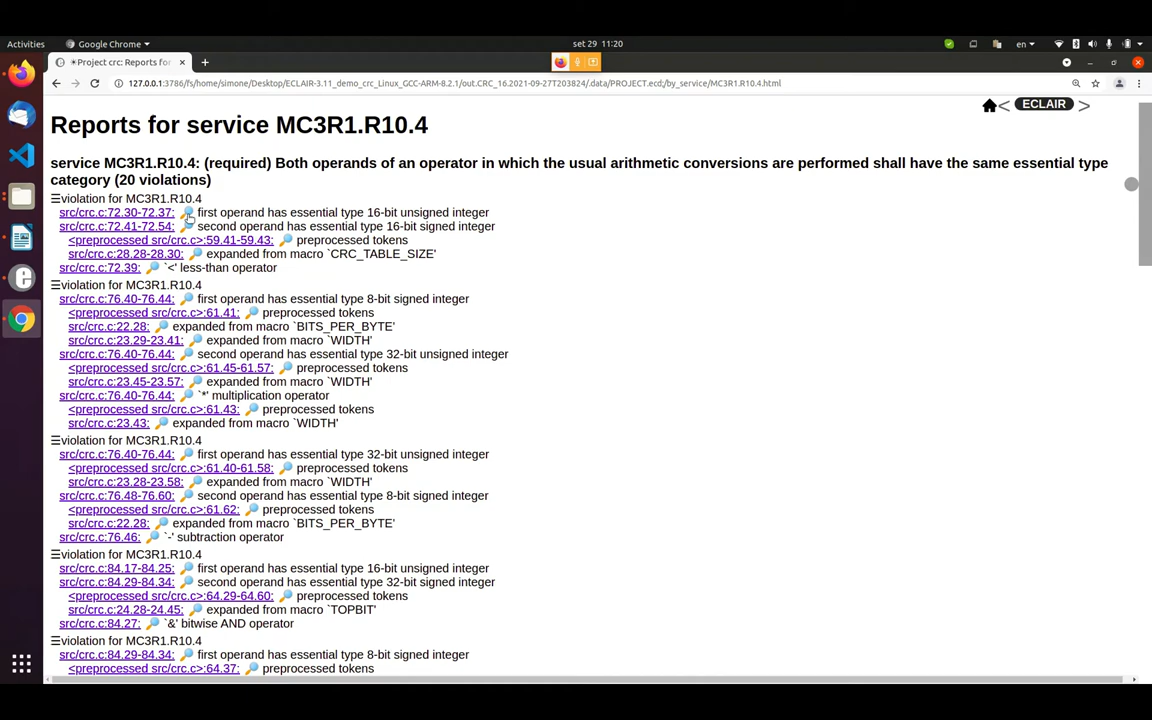 Activities
Google Chrome
set 29 11:20
en
*Project crc: Reports for
127.0.0.1:3786/fs/home/simone/Desktop/ECLAIR-3.11_demo_crc_Linux_GCC-ARM-8.2.1/out.CRC_16.2021-09-27T203824/.data/PROJECT.ecd;/by_service/MC3R1.R10.4.html
< ECLAIR >
Reports for service MC3R1.R10.4
service MC3R1.R10.4: (required) Both operands of an operator in which the usual arithmetic conversions are performed shall have the same essential type
category (20 violations)
☰violation for MC3R1.R10.4
src/crc.c:72.30-72.37: first operand has essential type 16-bit unsigned integer
src/crc.c:72.41-72.54: second operand has essential type 16-bit signed integer
<preprocessed src/crc.c>:59.41-59.43: preprocessed tokens
src/crc.c:28.28-28.30: expanded from macro `CRC_TABLE_SIZE'
src/crc.c:72.39: `<' less-than operator
☰violation for MC3R1.R10.4
src/crc.c:76.40-76.44: first operand has essential type 8-bit signed integer
<preprocessed src/crc.c>:61.41: preprocessed tokens
src/crc.c:22.28: expanded from macro `BITS_PER_BYTE'
src/crc.c:23.29-23.41: expanded from macro `WIDTH'
src/crc.c:76.40-76.44: second operand has essential type 32-bit unsigned integer
<preprocessed src/crc.c>:61.45-61.57: preprocessed tokens
src/crc.c:23.45-23.57: expanded from macro `WIDTH'
src/crc.c:76.40-76.44: `*' multiplication operator
<preprocessed src/crc.c>:61.43: preprocessed tokens
src/crc.c:23.43: expanded from macro `WIDTH'
☰violation for MC3R1.R10.4
src/crc.c:76.40-76.44: first operand has essential type 32-bit unsigned integer
<preprocessed src/crc.c>:61.40-61.58: preprocessed tokens
src/crc.c:23.28-23.58: expanded from macro `WIDTH'
src/crc.c:76.48-76.60: second operand has essential type 8-bit signed integer
<preprocessed src/crc.c>:61.62: preprocessed tokens
src/crc.c:22.28: expanded from macro `BITS_PER_BYTE'
src/crc.c:76.46: `-' subtraction operator
☰violation for MC3R1.R10.4
src/crc.c:84.17-84.25: first operand has essential type 16-bit unsigned integer
src/crc.c:84.29-84.34: second operand has essential type 32-bit signed integer
<preprocessed src/crc.c>:64.29-64.60: preprocessed tokens
src/crc.c:24.28-24.45: expanded from macro `TOPBIT'
src/crc.c:84.27: `&' bitwise AND operator
☰violation for MC3R1.R10.4
src/crc.c:84.29-84.34: first operand has essential type 8-bit signed integer
<preprocessed src/crc.c>:64.37: preprocessed tokens